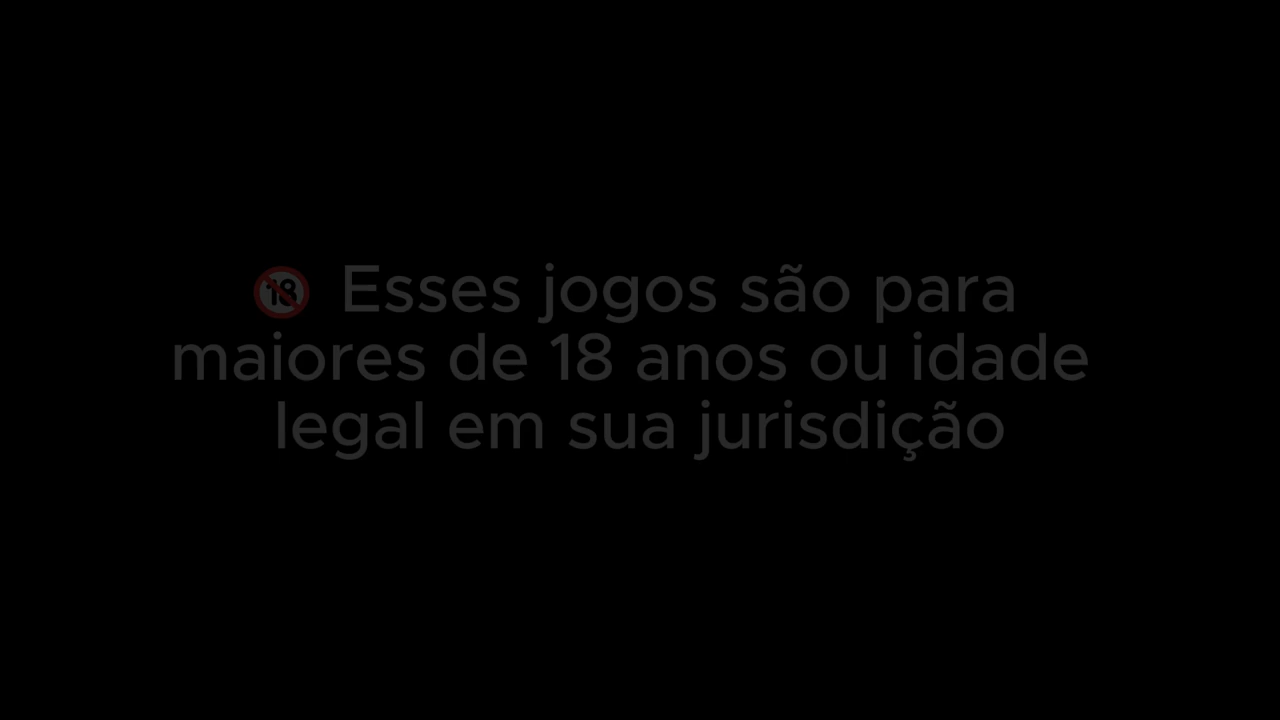 🔞 Esses jogos são para
maiores de 18 anos ou idade
legal em sua jurisdição